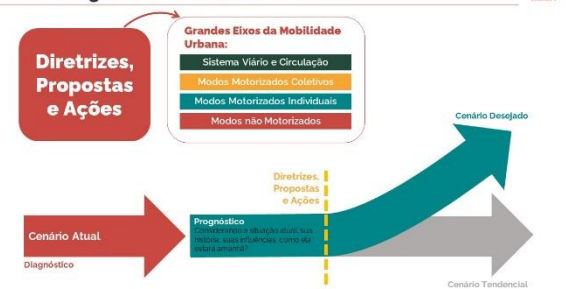 Diretrizes,
Propostas
e Ações
Grandes Eixos da Mobilidade
Urbana:
Sistema Viário e Circulação
Modos Motorizados Coletivos
Modos Motorizados Individuais
Modos não Motorizados
Cenário Desejado
Diretrizes,
Propostas
e Ações
Cenário Atual
Diagnóstico
Prognóstico
Considerando a situação atual, sua
história, suas influências, como ela
estará amanhã?
Cenário Tendencial